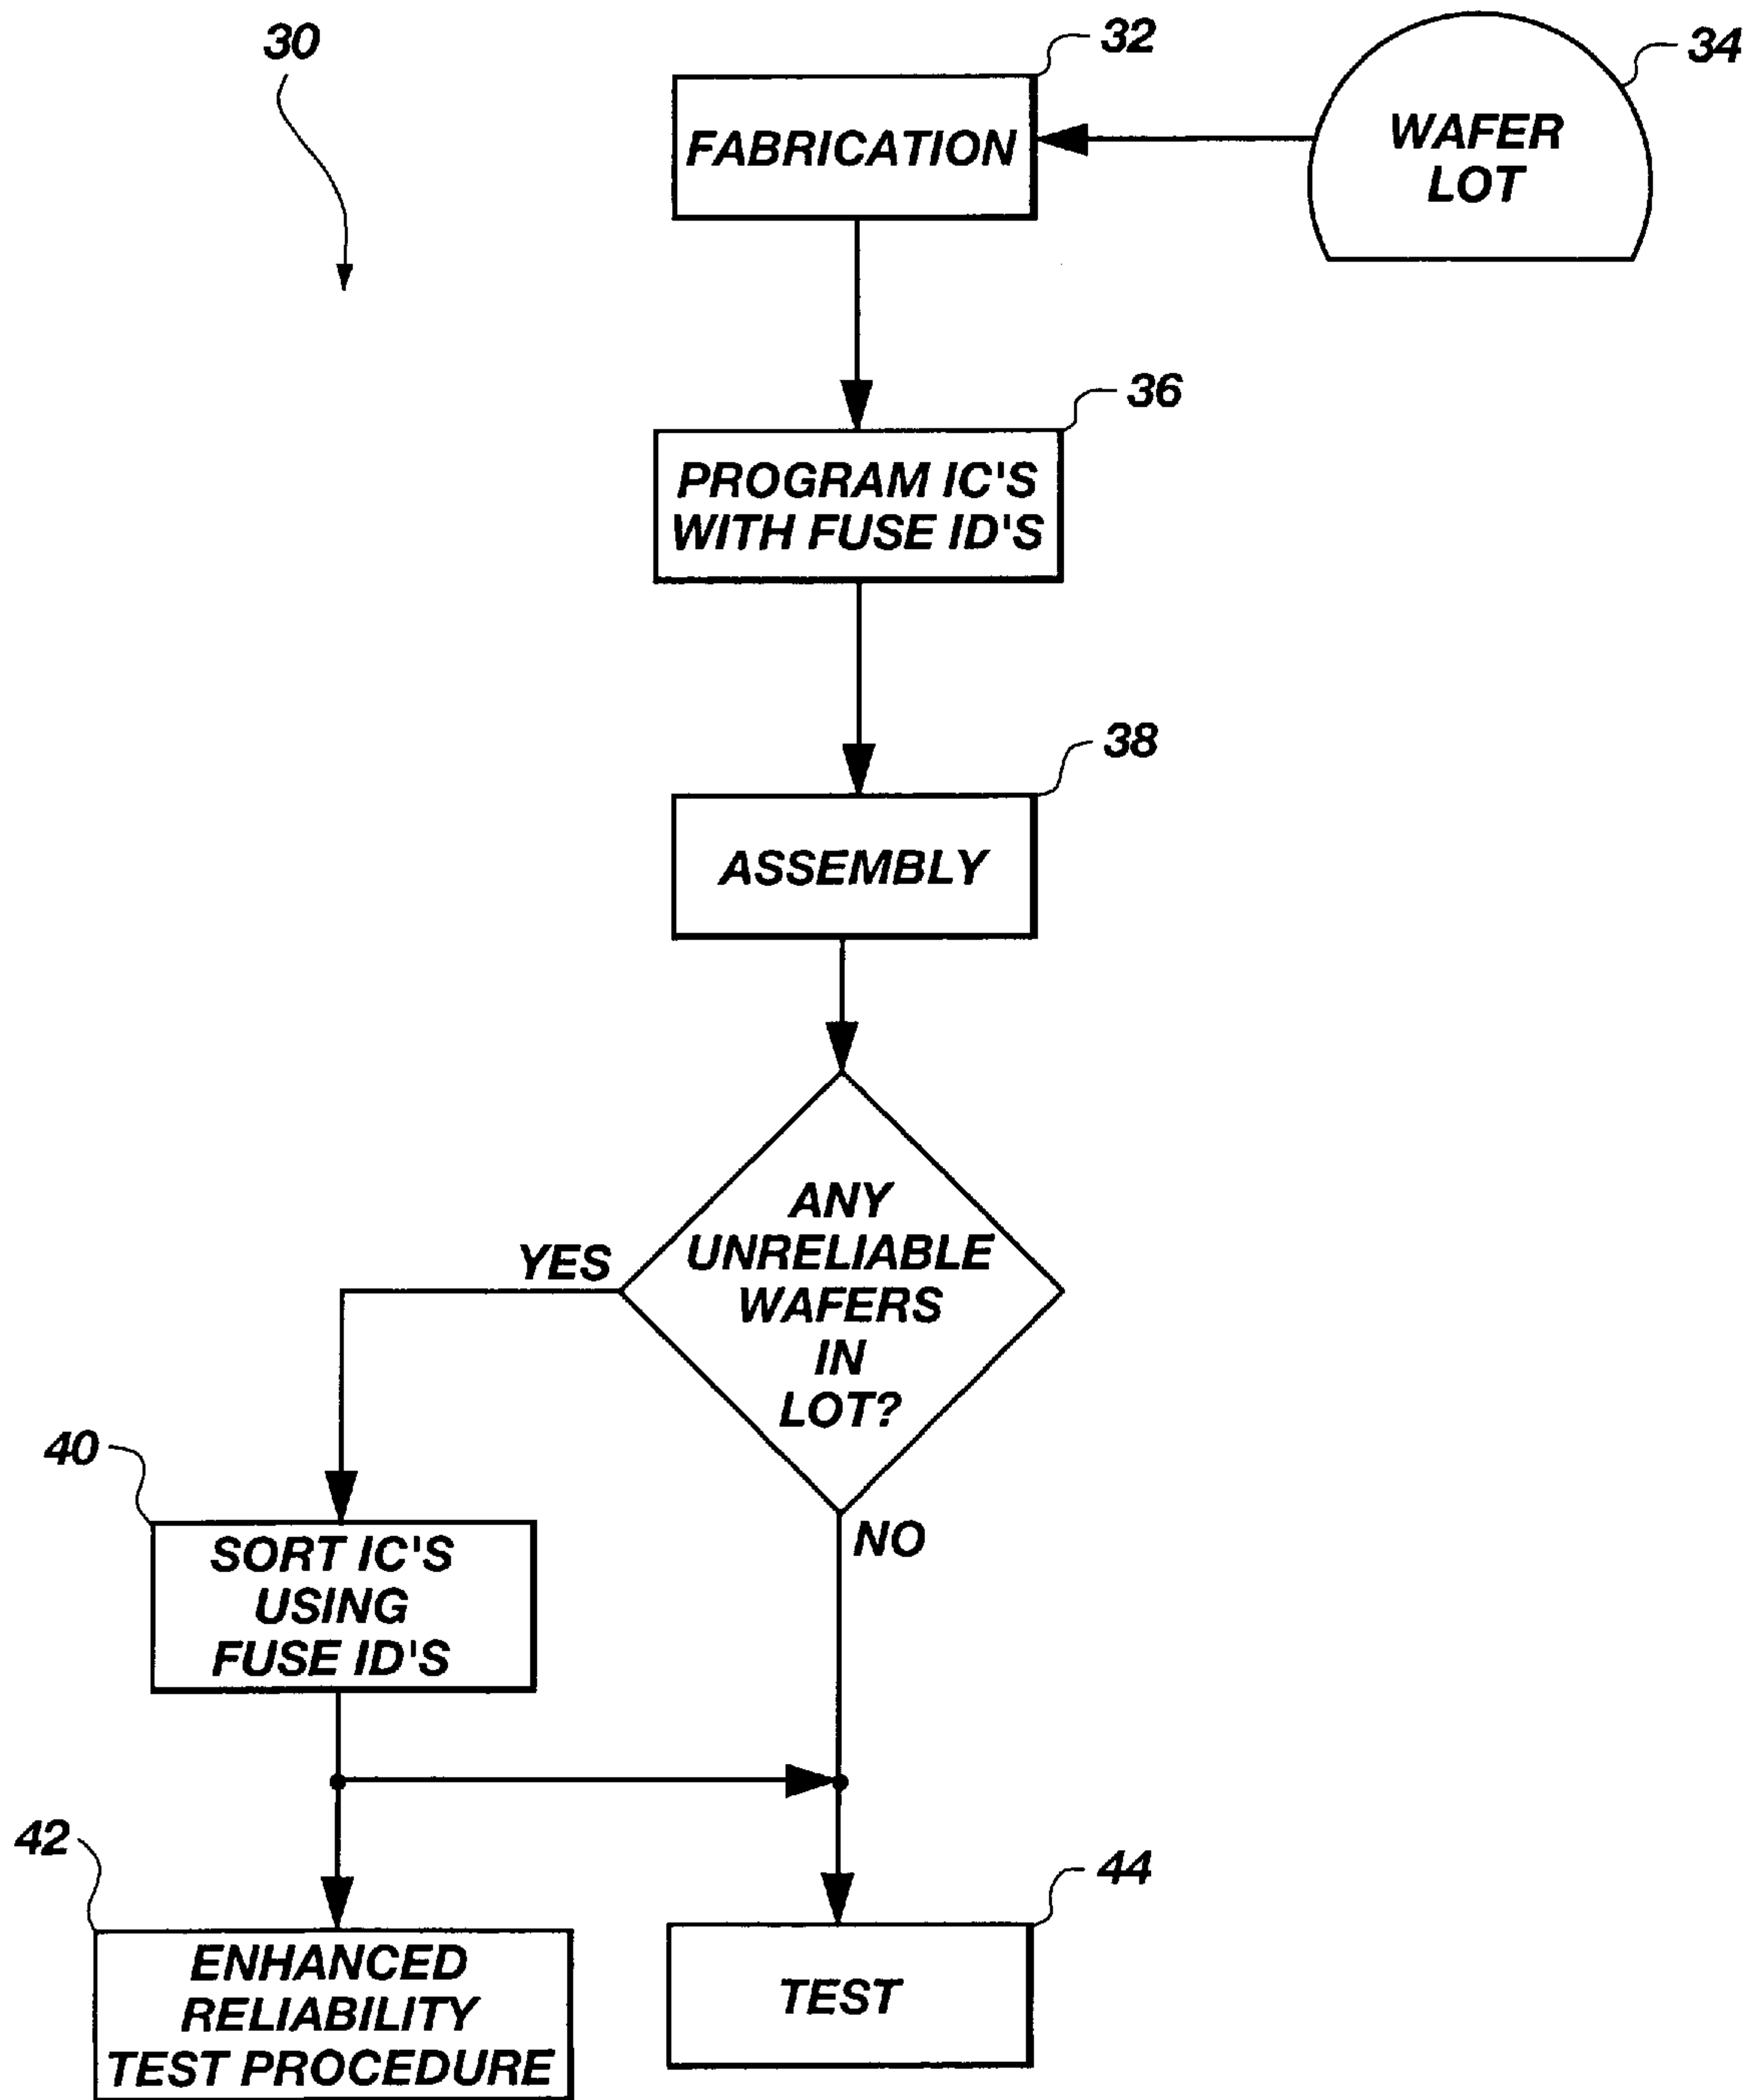 30
32
34
FABRICATION
WAFER
LOT
36
PROGRAM IC'S
WITH FUSE ID'S
38
ASSEMBLY
ANY
UNRELIABLE
WAFERS
IN
LOT?
YES
NO
40
SORT IC'S
USING
FUSE ID'S
42
44
ENHANCED
RELIABILITY
TEST PROCEDURE
TEST